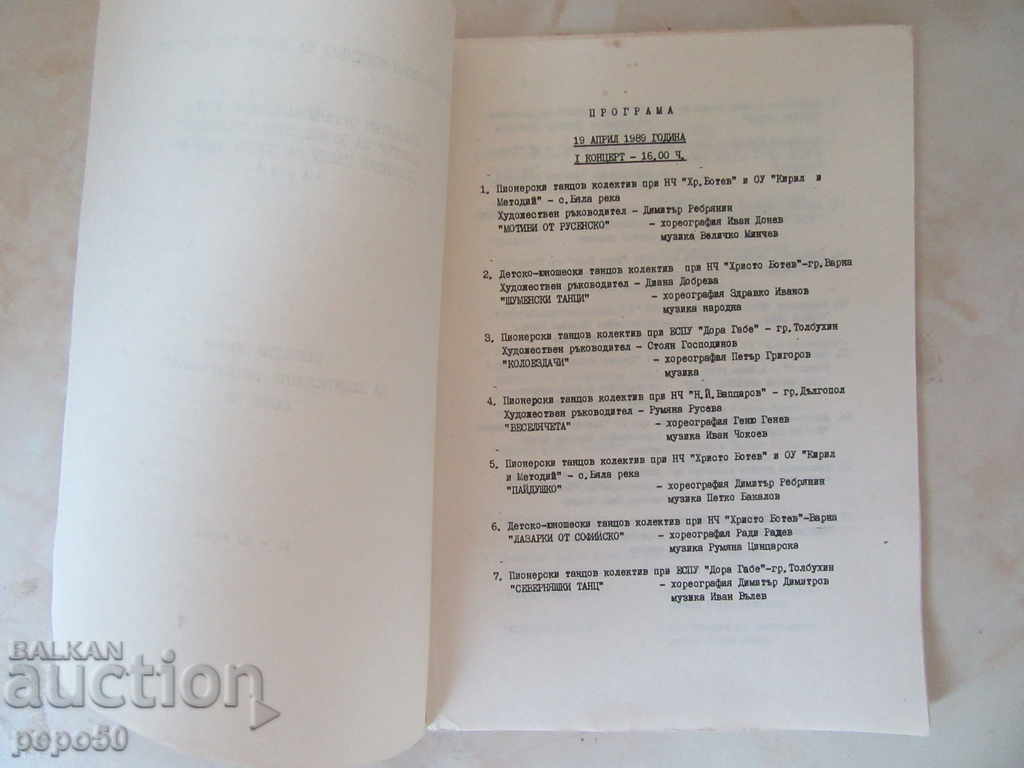 ПРОГРАМА
19 АПРИЛ 1989 ГОДИНА
I КОНЦЕРТ - 16,00 Ч.
1. Пионерски танцов колектив при НЧ "Хр.Ботев" и ОУ "Кирил и
Методий" - с.Бяла река
Художествен ръководител - Димитър Ребрянин
"МОТИВИ ОТ РУСЕНСКО" - хореография Иван Донев
музика Величко Минчев
2. Детско-юношески танцов колектив при НЧ "Христо Ботев"-гр.Варна
Художествен ръководител - Диана Добрева
"ШУМЕНСКИ ТАНЦИ" - хореография Здравко Иванов
музика народна
3. Пионерски танцов колектив при ЕСПУ "Дора Габе" - гр.Толбухин
Художествен ръководител - Стоян Господинов
"КОЛОЕЗДАЧИ" - хореография Петър Григоров
музика
4. Пионерски танцов колектив при НЧ "Н.Й.Вапцаров" - гр.Дългопол
Художествен ръководител - Румяна Русева
"ВЕСЕЛЯЧЕТА" - хореография Геню Генев
музика Иван Чокоев
5. Пионерски танцов колектив при НЧ "Христо Ботев" и ОУ "Кирил
и Методий" - с.Бяла река
"ПАЙДУШКО" - хореография Димитър Ребрянин
музика Петко Бакалов
6. Детско-юношески танцов колектив при НЧ "Христо Ботев"-Варна
"ЛАЗАРКИ ОТ СОФИЙСКО" - хореография Ради Радев
музика Румяна Цинцарска
7. Пионерски танцов колектив при ЕСПУ "Дора Габе"-гр.Толбухин
"СЕВЕРНЯШКИ ТАНЦ" - хореография Димитър Димитров
музика Иван Вълев
BALKAN
auction
pepo50